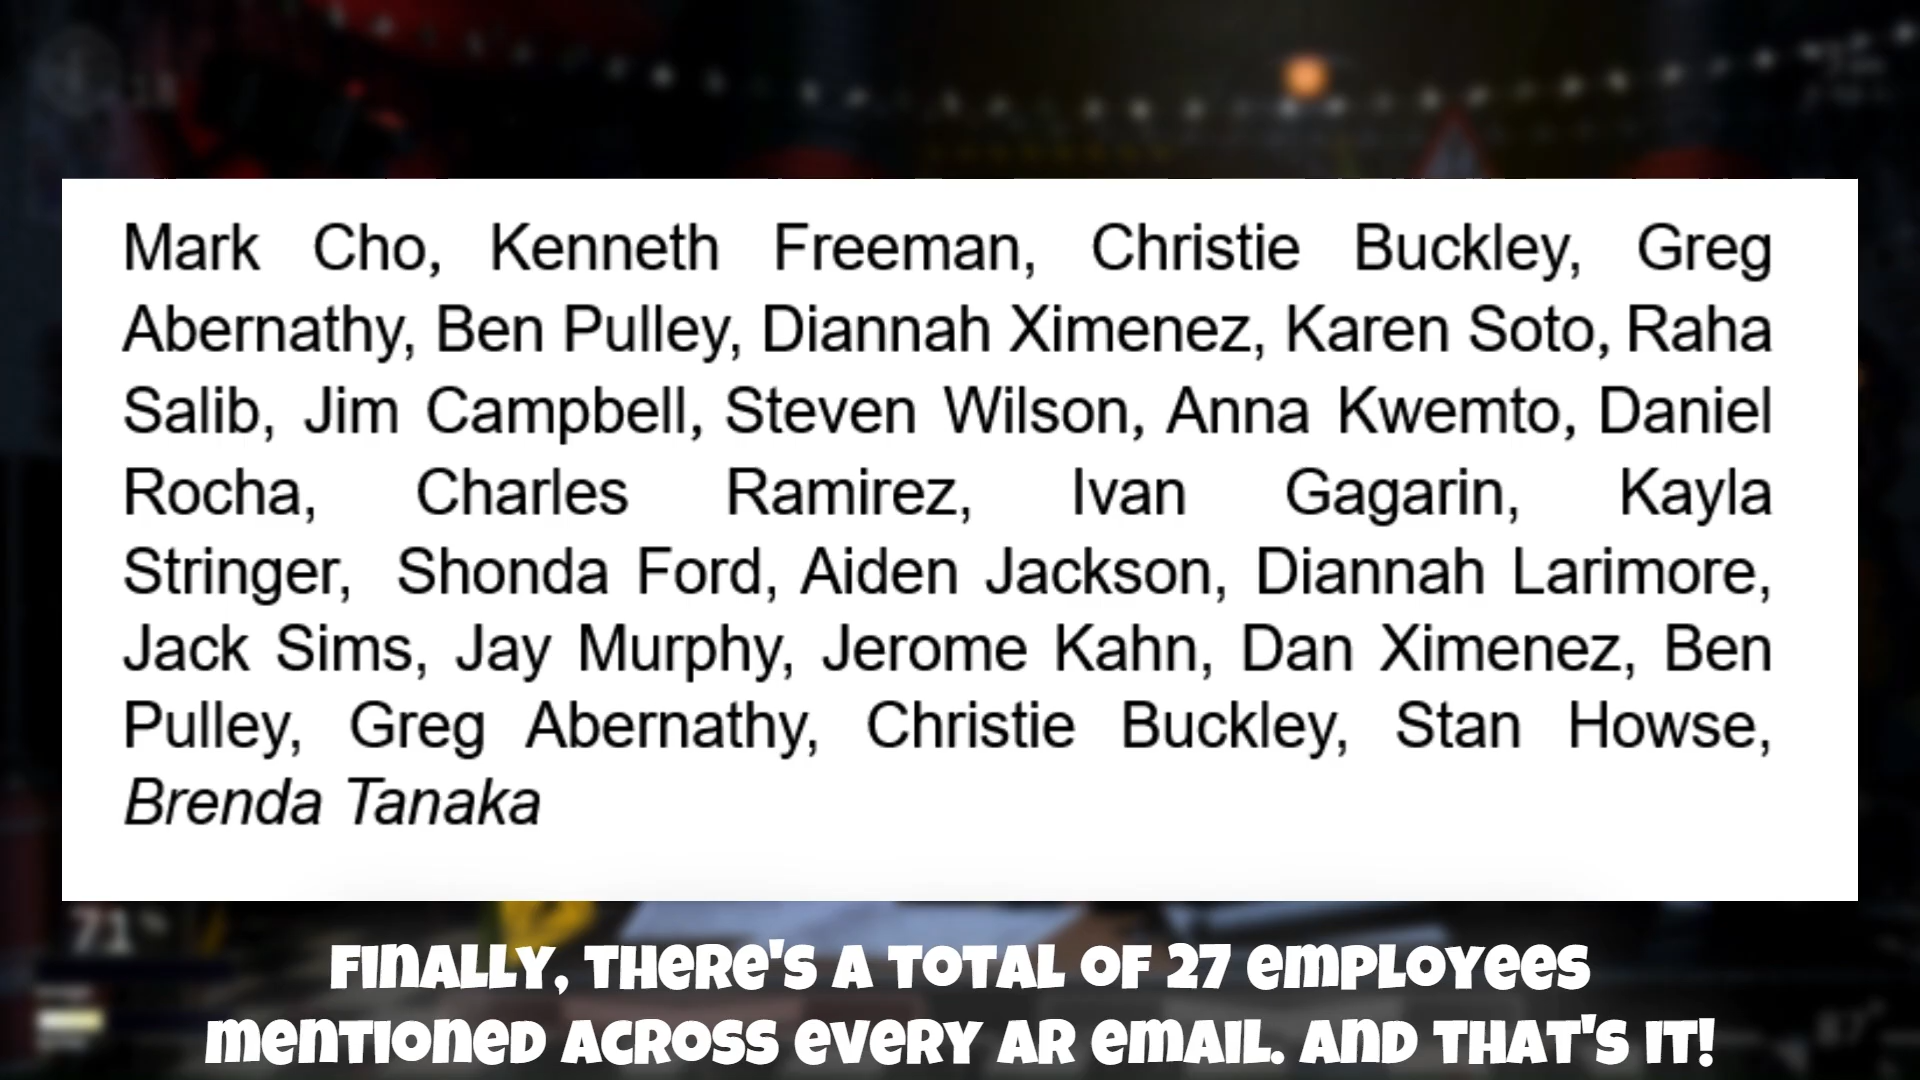 Mark Cho, Kenneth Freeman, Christie Buckley, Greg
Abernathy, Ben Pulley, Diannah Ximenez, Karen Soto, Raha
Salib, Jim Campbell, Steven Wilson, Anna Kwemto, Daniel
Rocha, Charles Ramirez, Ivan Gagarin, Kayla
Stringer, Shonda Ford, Aiden Jackson, Diannah Larimore,
Jack Sims, Jay Murphy, Jerome Kahn, Dan Ximenez, Ben
Pulley, Greg Abernathy, Christie Buckley, Stan Howse,
Brenda Tanaka
71
FINALLY, THERE'S A TOTAL OF 27 EMPLOYEES
MENTIONED ACROSS EVERY AR EMAIL. AND THAT'S IT!